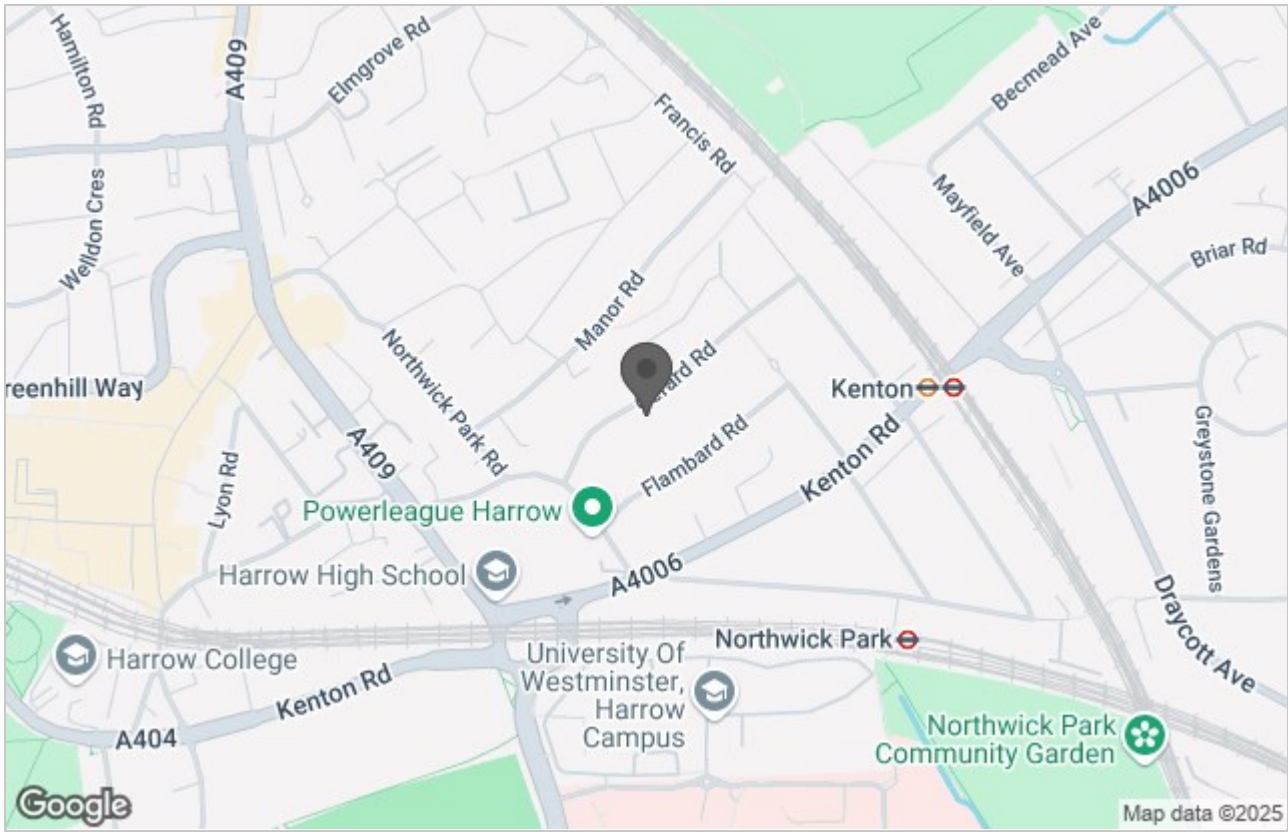 Hamilton Rd
A409
Elmgrove Rd
Becmead Ave
Francis Rd
A4006
Mayfield Ave
Briar Rd
Welldon Cres
Manor Rd
Northwick Park Rd
reenhill Way
Kenton
Flambard Rd
Kenton Rd
Greystone Gardens
A409
Lyon Rd
Powerleague Harrow
Harrow High School
A4006
Draycott Ave
Northwick Park
Harrow College
University Of
Westminster,
Harrow
Campus
Kenton Rd
A404
Northwick Park
Community Garden
Google
Map data ©2025